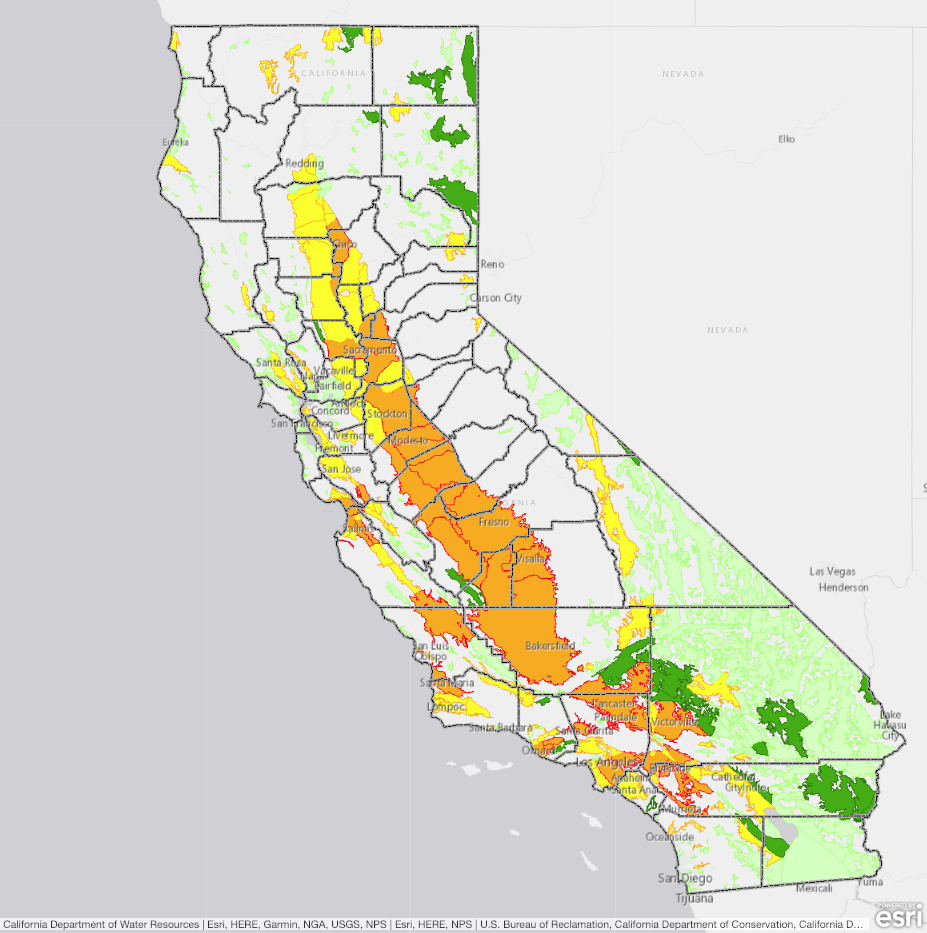 CALIFORNIA
NEVADA
Elko
Eureka
Redding
Chico
Reno
Carson City
NEVADA
Sacramento
Santa Rosa
Vacaville
Fairfield
Concord
Stockton
San Francisco
Livermore
Modesto
Fremont
San Jose
Fresno
Salinas
Visalia
Las Vegas
Henderson
Bakersfield
San Luis
Obispo
Santa Maria
Lompoc
Lancaster
Palmdale
Victorville
Lake
Havasu
City
Santa Barbara
Santa Clarita
Oxnard
Los Angeles
Riverside
Anaheim
Santa Ana
Cathedral
City
Indio
Murrieta
Oceanside
San Diego
Tijuana
Mexicali
Yuma
POWERED BY
esri
California Department of Water Resources | Esri, HERE, Garmin, NGA, USGS, NPS | Esri, HERE, NPS | U.S. Bureau of Reclamation, California Department of Conservation, California D…